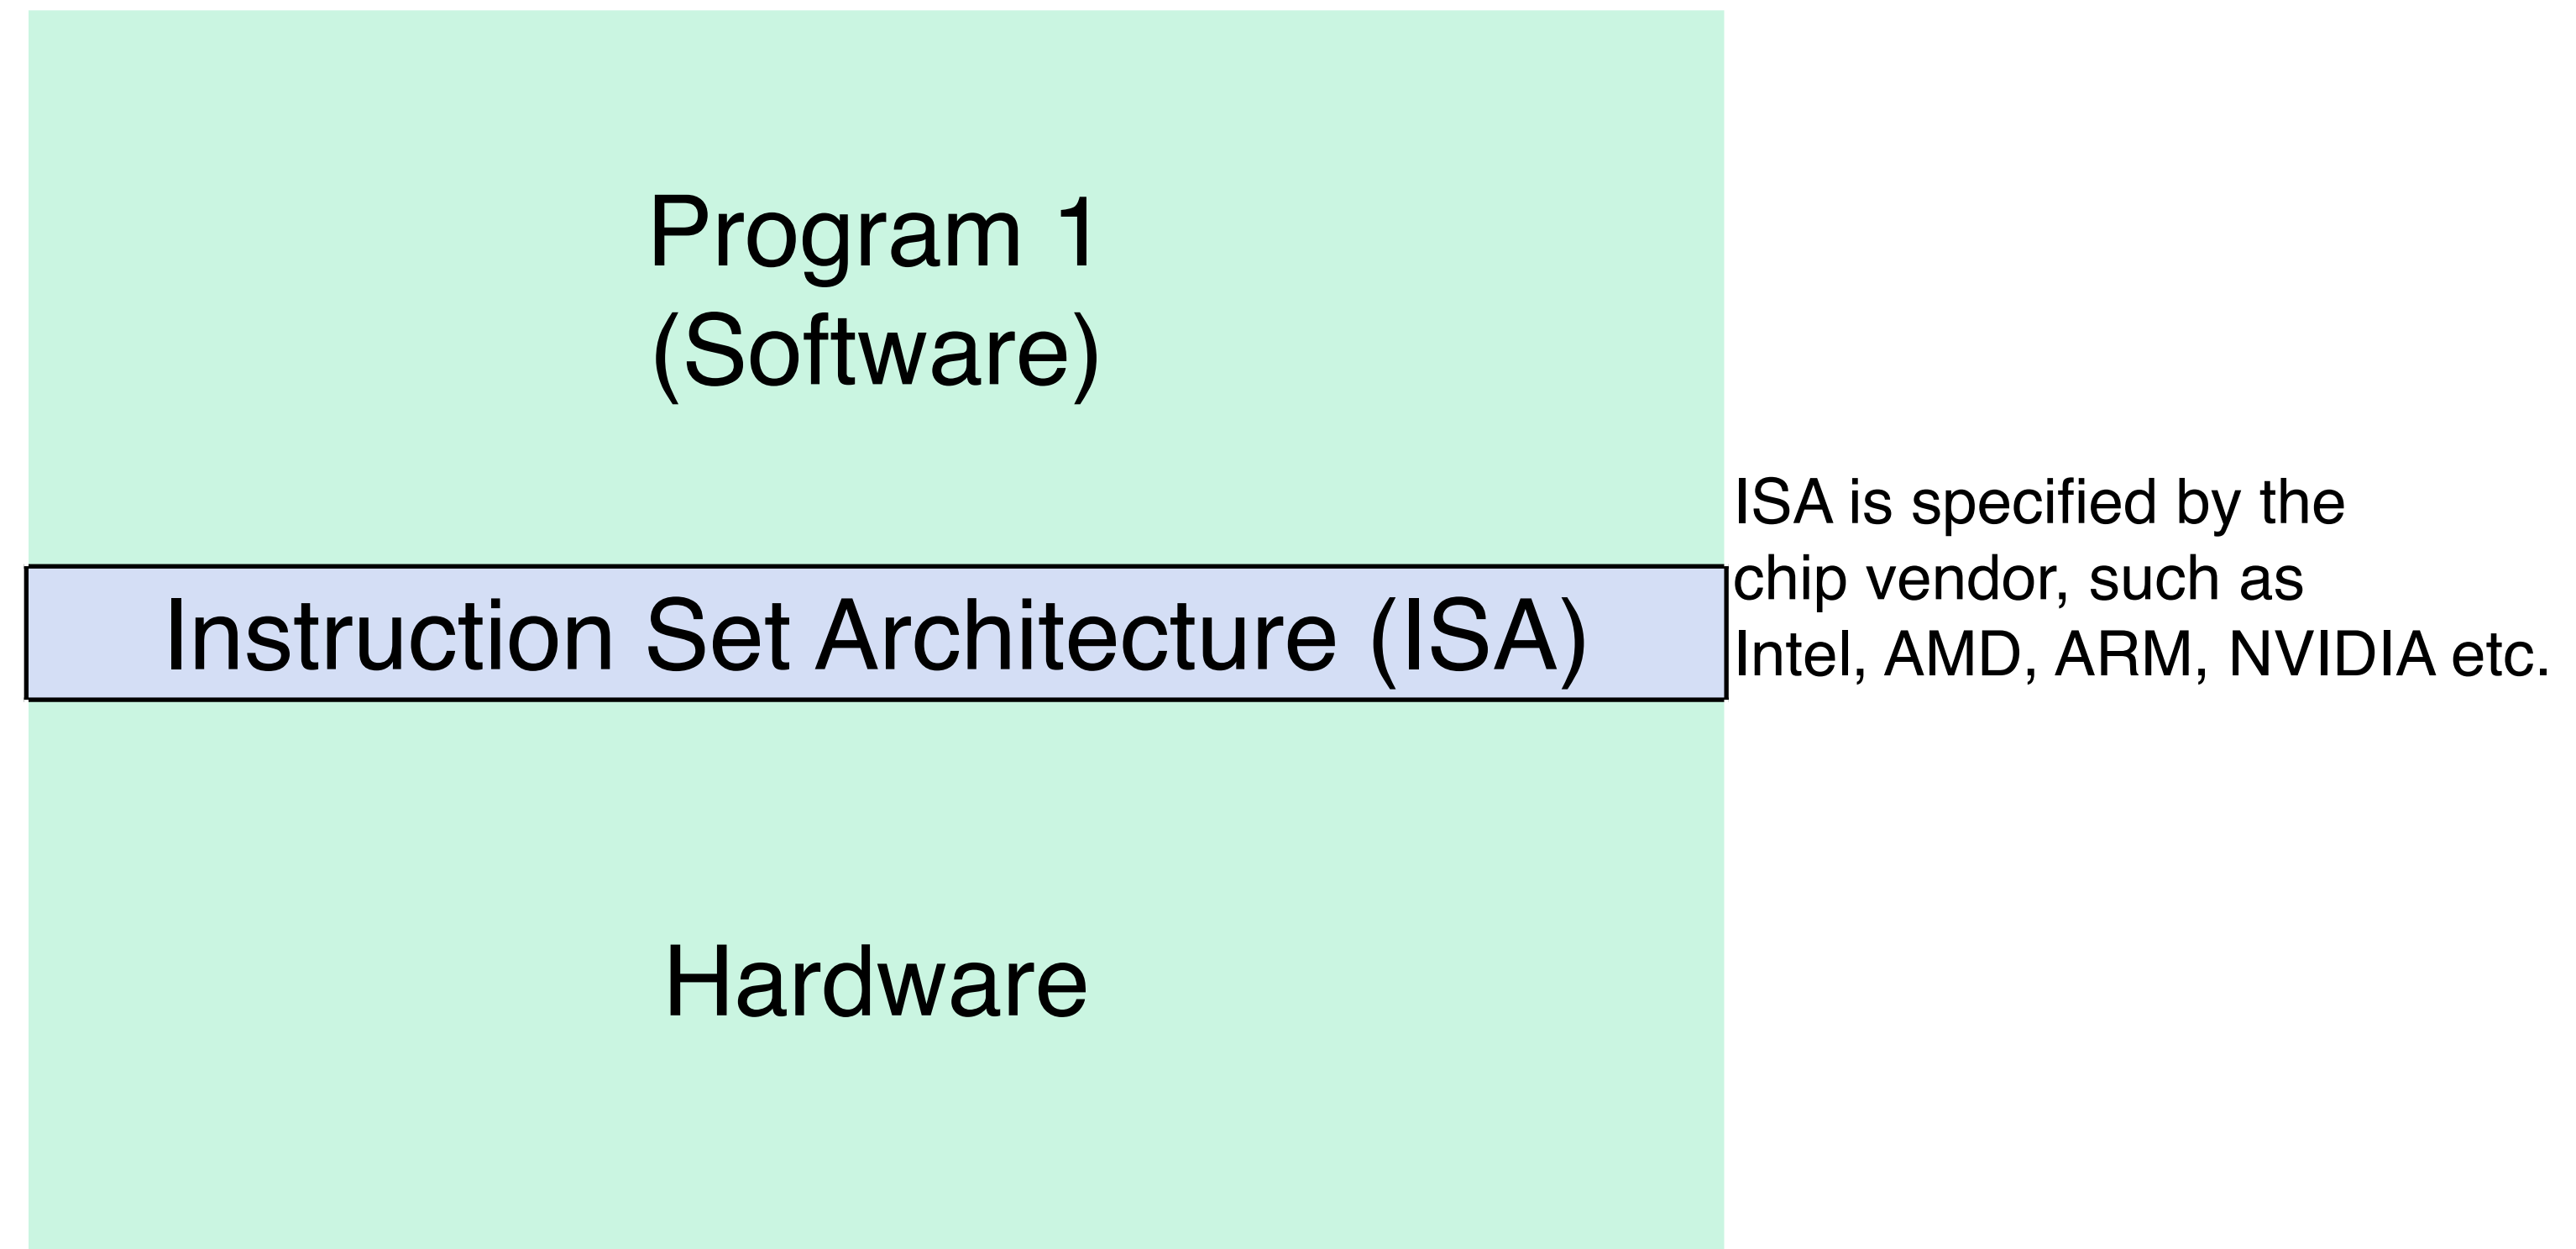 Program 1
(Software)
ISA is specified by the
chip vendor, such as
Intel, AMD, ARM, NVIDIA etc.
Instruction Set Architecture (ISA)
Hardware